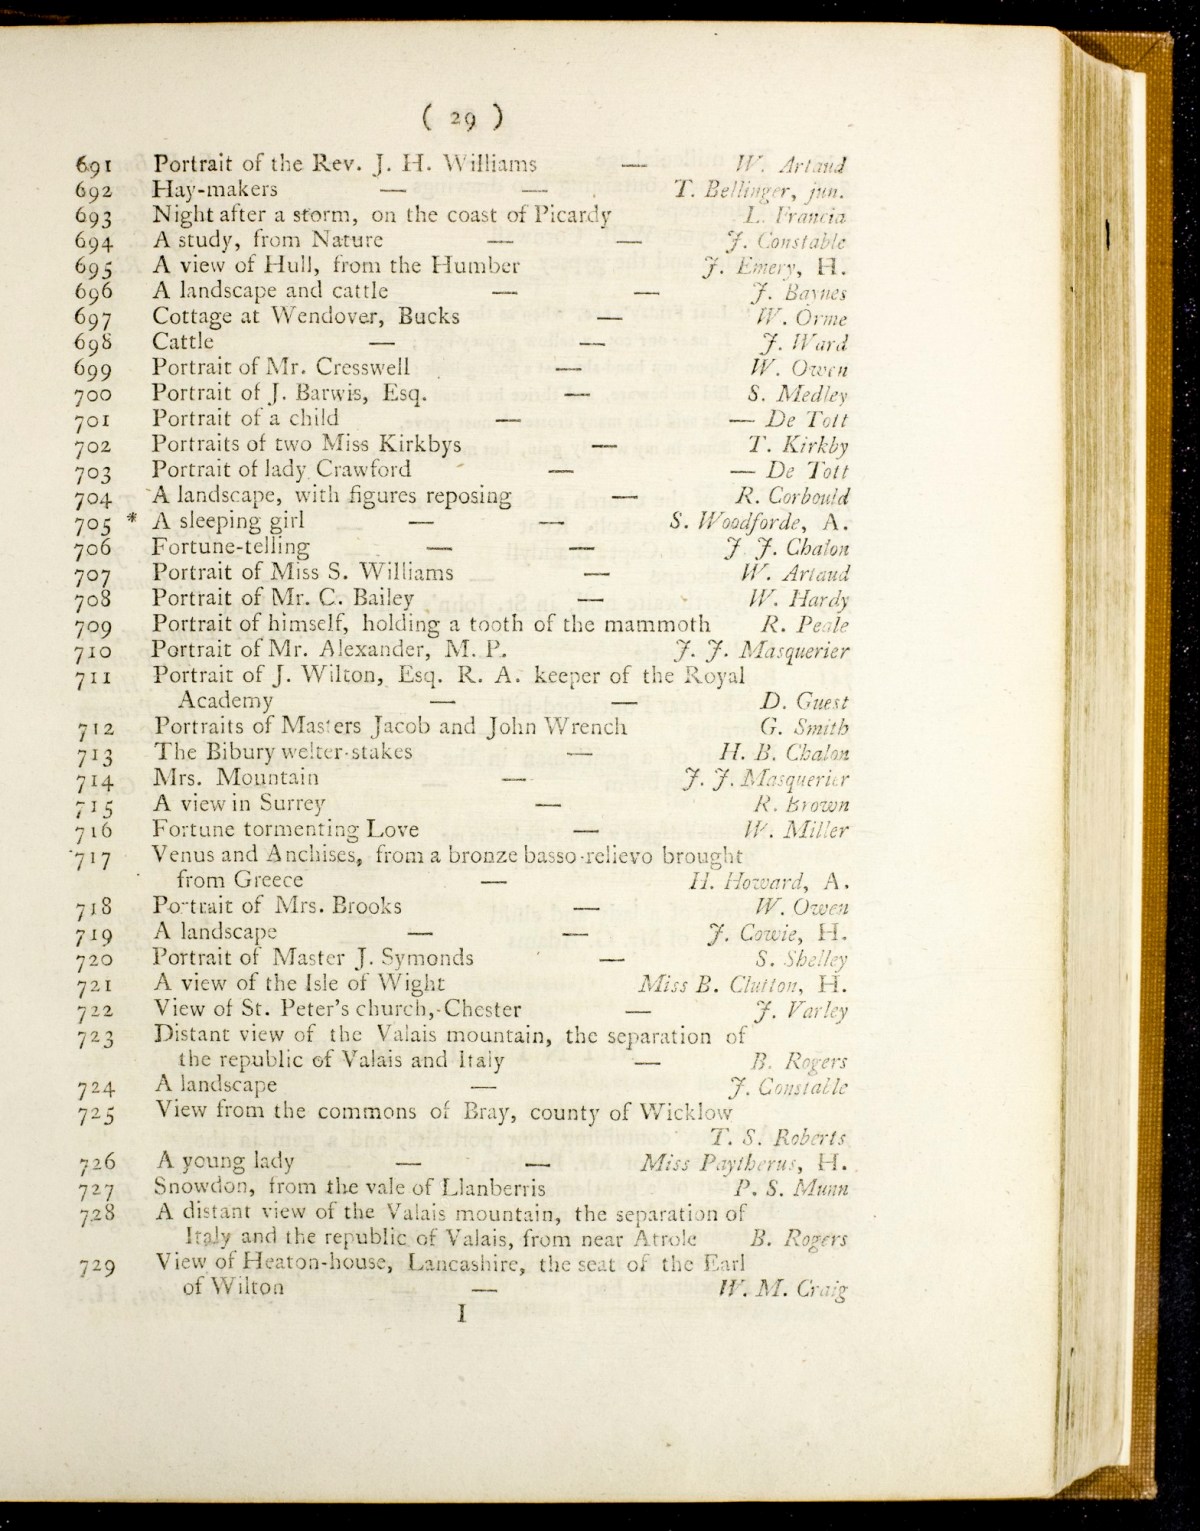 ( 29 )
691 Portrait of the Rev. J. H. Williams — W. Artaud
692 Hay-makers — — T. Bellinger, jun.
693 Night after a storm, on the coast of Picardy L. Francia
694 A study, from Nature — — J. Constable
695 A view of Hull, from the Humber J. Emery, H.
696 A landscape and cattle — — J. Baynes
697 Cottage at Wendover, Bucks — W. Orme
698 Cattle — — J. Ward
699 Portrait of Mr. Cresswell — W. Owen
700 Portrait of J. Barwis, Esq. — S. Medley
701 Portrait of a child — — De Tott
702 Portraits of two Miss Kirkbys — T. Kirkby
703 Portrait of lady Crawford — — De Tott
704 A landscape, with figures reposing — R. Corbould
705 * A sleeping girl — — S. Woodforde, A.
706 Fortune-telling — — J. J. Chalon
707 Portrait of Miss S. Williams — W. Artaud
708 Portrait of Mr. C. Bailey — W. Hardy
709 Portrait of himself, holding a tooth of the mammoth R. Peale
710 Portrait of Mr. Alexander, M. P. J. J. Masquerier
711 Portrait of J. Wilton, Esq. R. A. keeper of the Royal
Academy — — D. Guest
712 Portraits of Masters Jacob and John Wrench G. Smith
713 The Bibury welter-stakes — H. B. Chalon
714 Mrs. Mountain — J. J. Masquerier
715 A view in Surrey — R. Brown
716 Fortune tormenting Love — W. Miller
717 Venus and Anchises, from a bronze basso-relievo brought
from Greece — H. Howard, A.
718 Portrait of Mrs. Brooks — W. Owen
719 A landscape — — J. Cowie, H.
720 Portrait of Master J. Symonds — S. Shelley
721 A view of the Isle of Wight Miss B. Clutton, H.
722 View of St. Peter's church, Chester — J. Varley
723 Distant view of the Valais mountain, the separation of
the republic of Valais and Italy — B. Rogers
724 A landscape — J. Constable
725 View from the commons of Bray, county of Wicklow
T. S. Roberts
726 A young lady — — Miss Paytherus, H.
727 Snowdon, from the vale of Llanberris P. S. Munn
728 A distant view of the Valais mountain, the separation of
Italy and the republic of Valais, from near Atrole B. Rogers
729 View of Heaton-house, Lancashire, the seat of the Earl
of Wilton — W. M. Craig
I